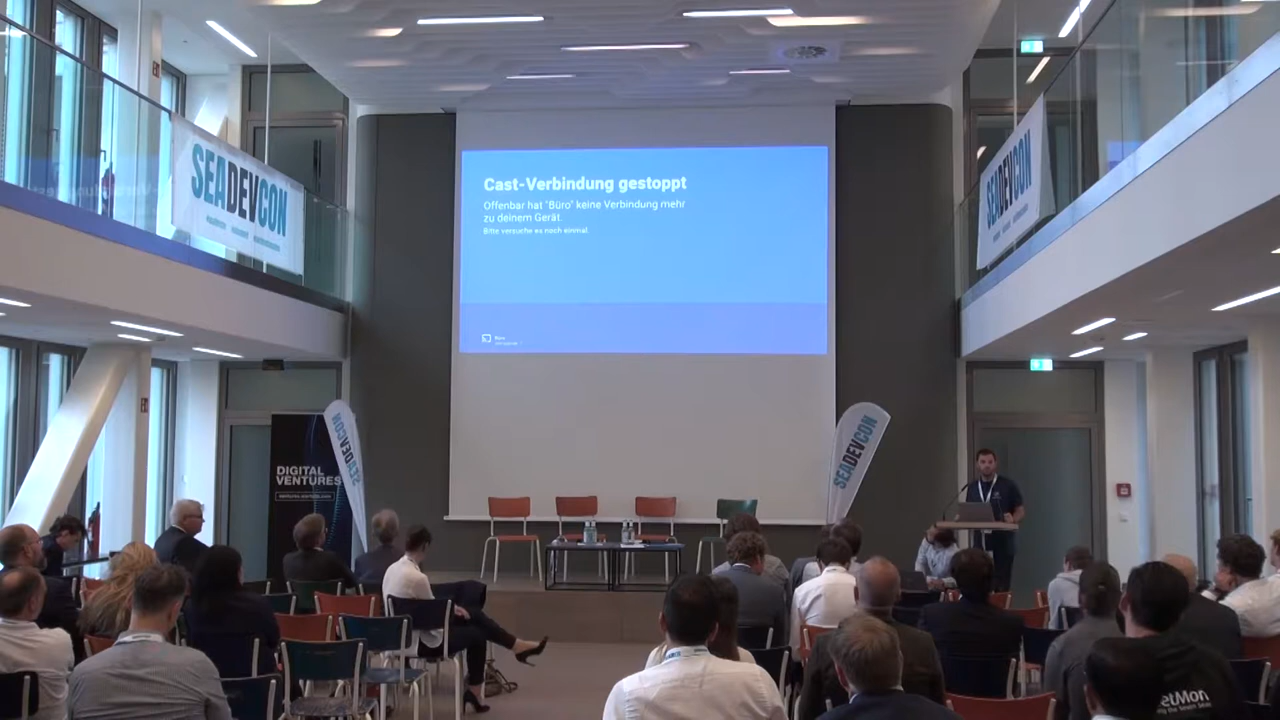 SEADEVCON
SEADEVCON
Cast-Verbindung gestoppt
Offenbar hat "Büro" keine Verbindung mehr
zu deinem Gerät.
Bitte versuche es noch einmal.
DIGITAL
VENTURES
SEADEVCON
SEADEVCON
etMon